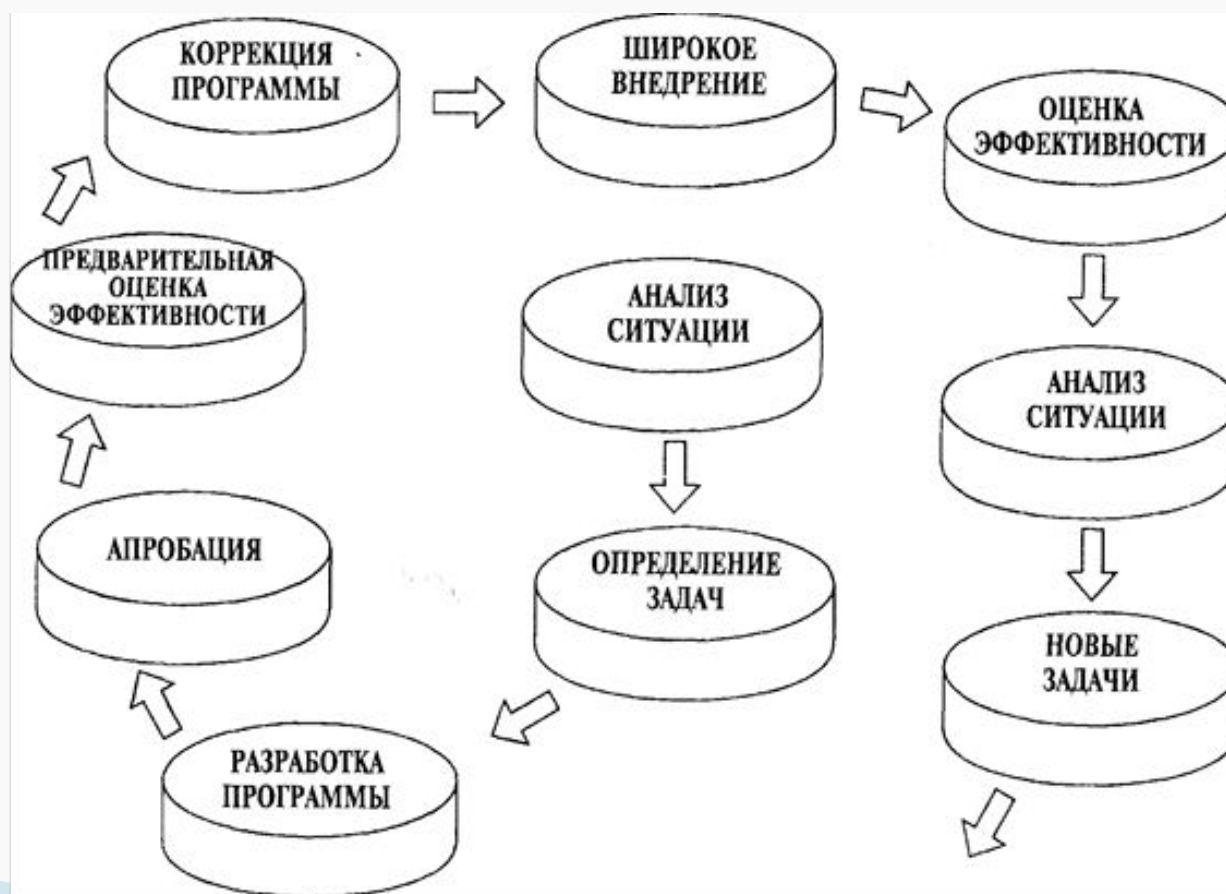 КОРРЕКЦИЯ
ПРОГРАММЫ
ШИРОКОЕ
ВНЕДРЕНИЕ
ОЦЕНКА
ЭФФЕКТИВНОСТИ
ПРЕДВАРИТЕЛЬНАЯ
ОЦЕНКА
ЭФФЕКТИВНОСТИ
АНАЛИЗ
СИТУАЦИИ
АНАЛИЗ
СИТУАЦИИ
АПРОБАЦИЯ
ОПРЕДЕЛЕНИЕ
ЗАДАЧ
НОВЫЕ
ЗАДАЧИ
РАЗРАБОТКА
ПРОГРАММЫ